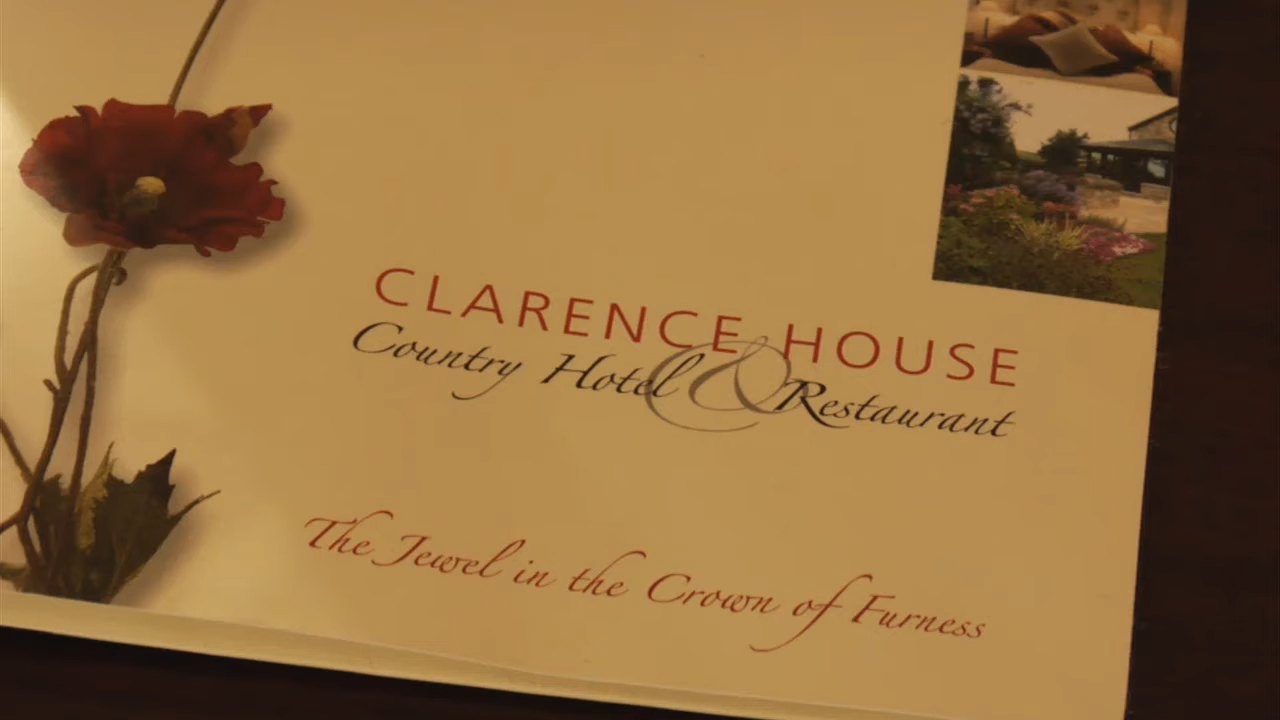 CLARENCE HOUSE
Country Hotel & Restaurant
The Jewel in the Crown of Furness